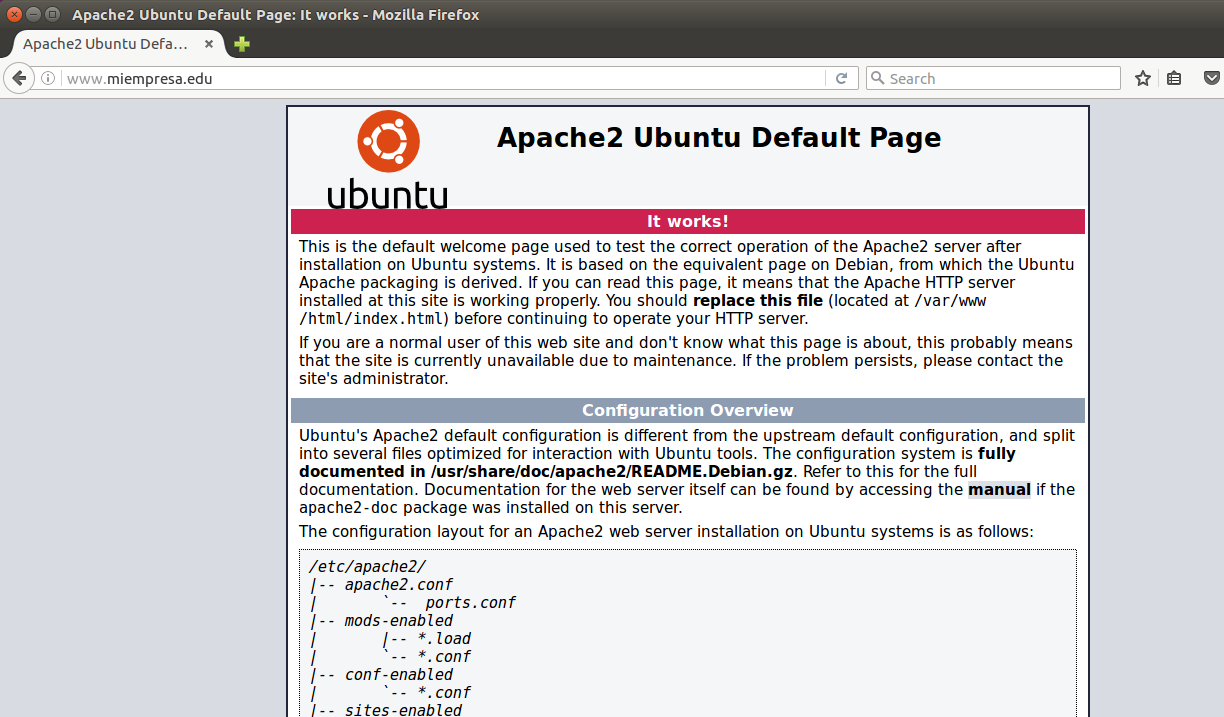 Apache2 Ubuntu Default Page: It works - Mozilla Firefox
Apache2 Ubuntu Defa...
www.miempresa.edu
Search
ubuntu
Apache2 Ubuntu Default Page
It works!
This is the default welcome page used to test the correct operation of the Apache2 server after
installation on Ubuntu systems. It is based on the equivalent page on Debian, from which the Ubuntu
Apache packaging is derived. If you can read this page, it means that the Apache HTTP server
installed at this site is working properly. You should replace this file (located at /var/www
/html/index.html) before continuing to operate your HTTP server.
If you are a normal user of this web site and don't know what this page is about, this probably means
that the site is currently unavailable due to maintenance. If the problem persists, please contact the
site's administrator.
Configuration Overview
Ubuntu's Apache2 default configuration is different from the upstream default configuration, and split
into several files optimized for interaction with Ubuntu tools. The configuration system is fully
documented in /usr/share/doc/apache2/README.Debian.gz. Refer to this for the full
documentation. Documentation for the web server itself can be found by accessing the manual if the
apache2-doc package was installed on this server.
The configuration layout for an Apache2 web server installation on Ubuntu systems is as follows:
/etc/apache2/
|-- apache2.conf
|       `--  ports.conf
|-- mods-enabled
|       |-- *.load
|       `-- *.conf
|-- conf-enabled
|       `-- *.conf
|-- sites-enabled